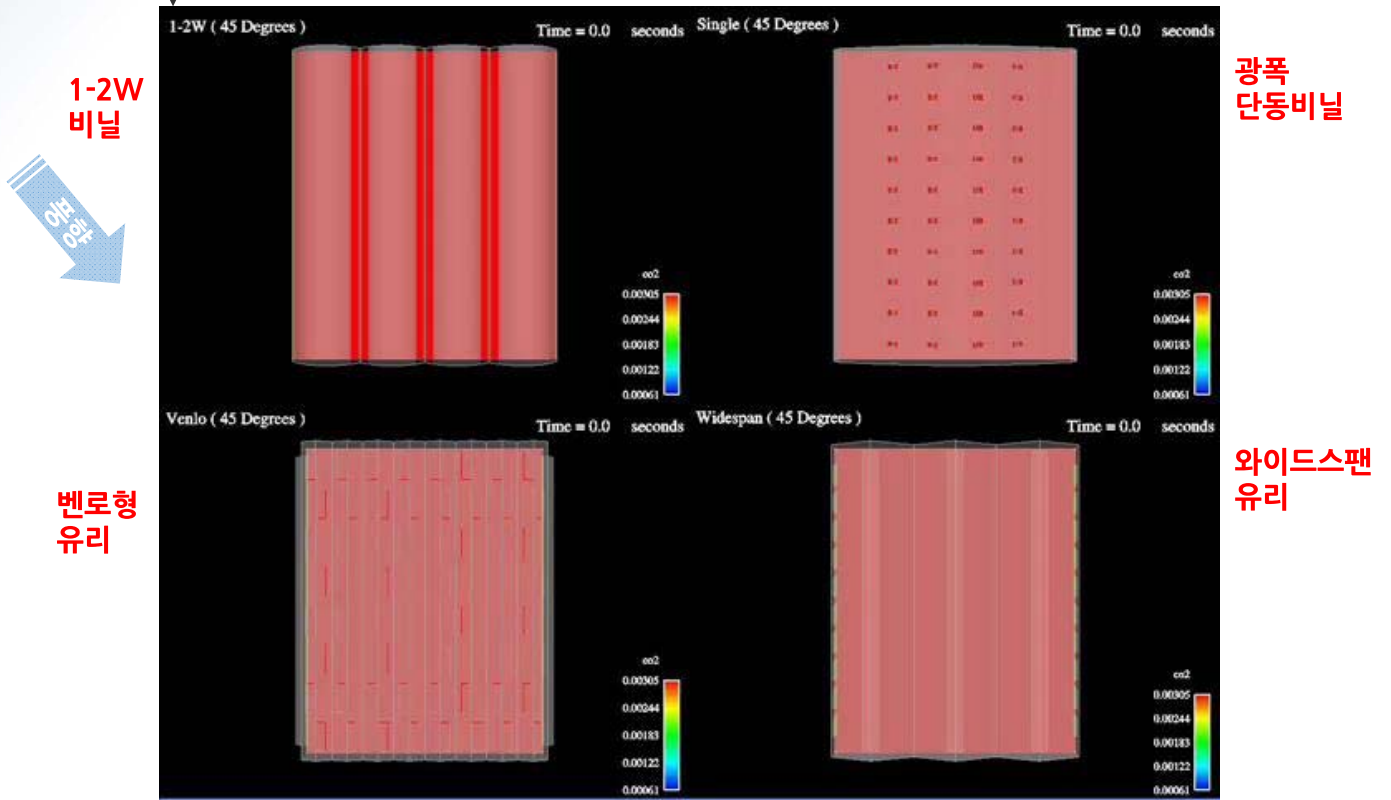 1-2W ( 45 Degrees )
Time = 0.0 seconds
Single ( 45 Degrees )
Time = 0.0 seconds
1-2W
비닐
광폭
단동비닐
풍향
co2
0.00305
0.00244
0.00183
0.00122
0.00061
co2
0.00305
0.00244
0.00183
0.00122
0.00061
Venlo ( 45 Degrees )
Time = 0.0 seconds
Widespan ( 45 Degrees )
Time = 0.0 seconds
벤로형
유리
와이드스팬
유리
co2
0.00305
0.00244
0.00183
0.00122
0.00061
co2
0.00305
0.00244
0.00183
0.00122
0.00061